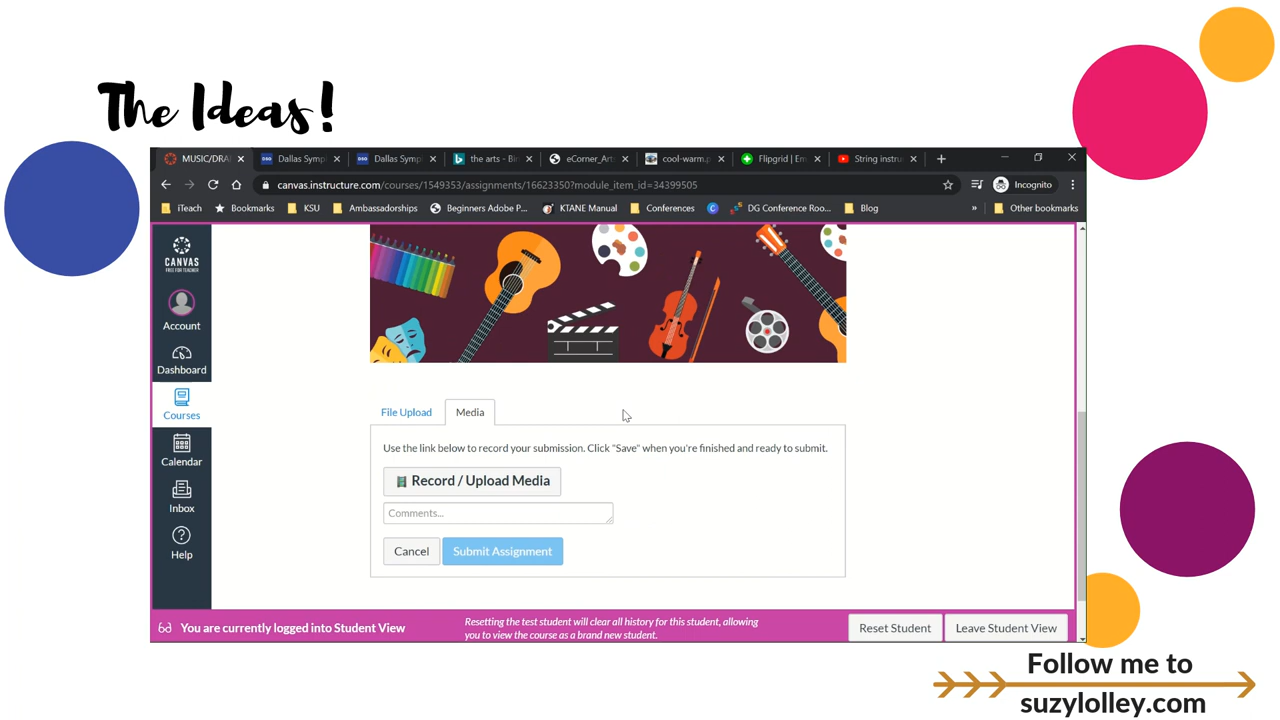 The Ideas!
MUSIC/DRA
Dallas Symp
Dallas Symp
the arts - Bin
eCorner_Arts
cool-warm.p
Flipgrid | Em
String instru
canvas.instructure.com/courses/1549353/assignments/16623350?module_item_id=34399505
Incognito
iTeach
Bookmarks
KSU
Ambassadorships
Beginners Adobe P...
KTANE Manual
Conferences
DG Conference Roo...
Blog
»
Other bookmarks
CANVAS
FREE FOR TEACHER
Account
Dashboard
Courses
Calendar
Inbox
Help
File Upload
Media
Use the link below to record your submission. Click "Save" when you're finished and ready to submit.
Record / Upload Media
Comments...
Cancel
Submit Assignment
You are currently logged into Student View
Resetting the test student will clear all history for this student, allowing
you to view the course as a brand new student.
Reset Student
Leave Student View
Follow me to
suzylolley.com